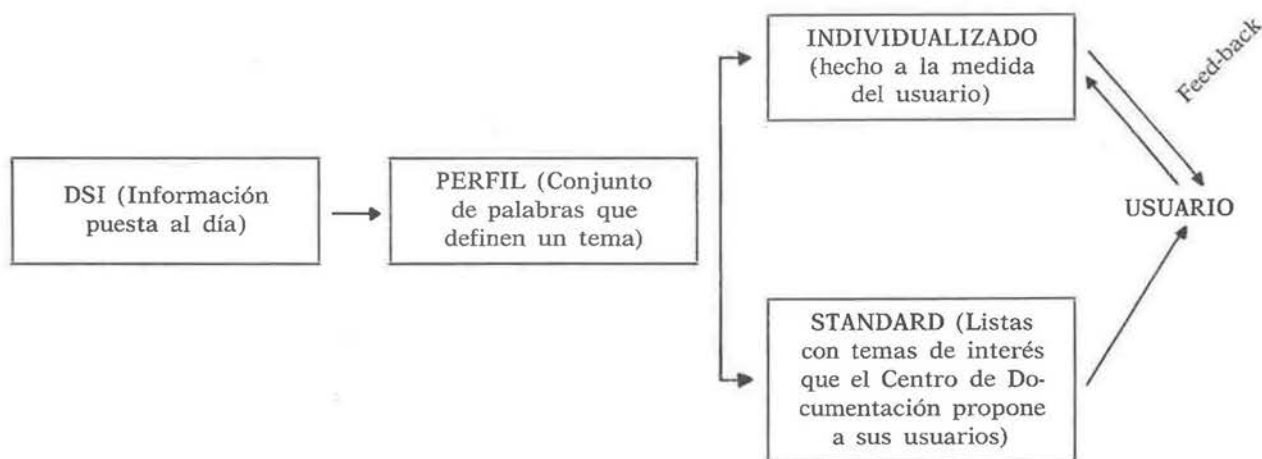 DSI (Información
puesta al día)
PERFIL (Conjunto
de palabras que
definen un tema)
INDIVIDUALIZADO
(hecho a la medida
del usuario)
Feed-back
USUARIO
STANDARD (Listas
con temas de interés
que el Centro de Do-
cumentación propone
a sus usuarios)